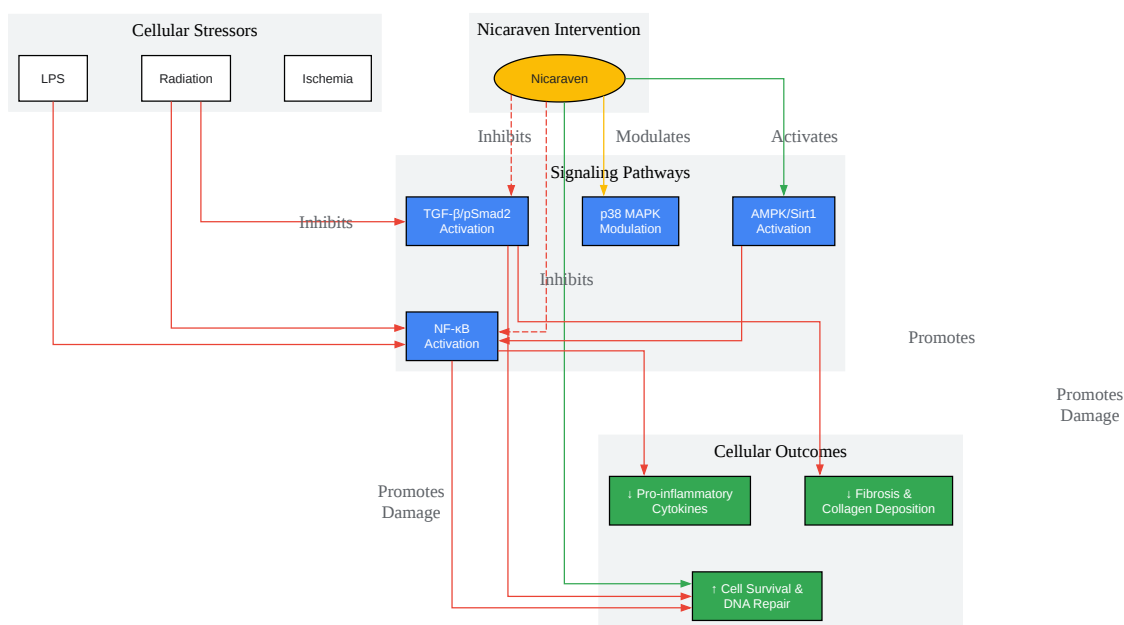 Cellular Stressors
Nicaraven Intervention
LPS
Radiation
Ischemia
Nicaraven
Inhibits
Modulates
Activates
Signaling Pathways
TGF-β/pSmad2
Activation
p38 MAPK
Modulation
AMPK/Sirt1
Activation
Inhibits
Inhibits
NF-κB
Activation
Promotes
Promotes
Damage
Cellular Outcomes
↓ Pro-inflammatory
Cytokines
↓ Fibrosis &
Collagen Deposition
Promotes
Damage
↑ Cell Survival &
DNA Repair